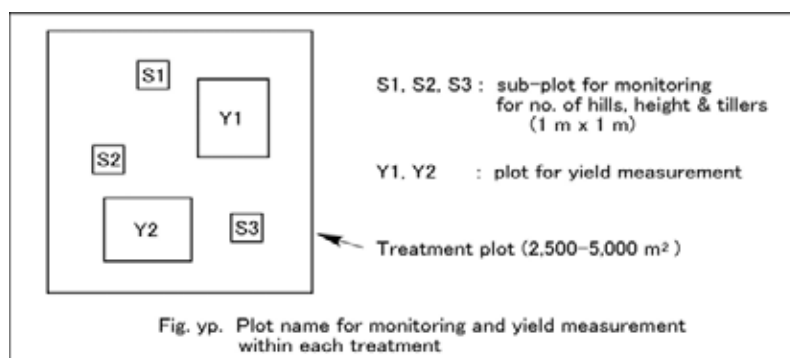 S1
Y1
S2
Y2
S3
S1, S2, S3 : sub-plot for monitoring
for no. of hills, height & tillers
(1 m x 1 m)
Y1, Y2 : plot for yield measurement
Treatment plot (2,500-5,000 m²)
Fig. yp. Plot name for monitoring and yield measurement
within each treatment